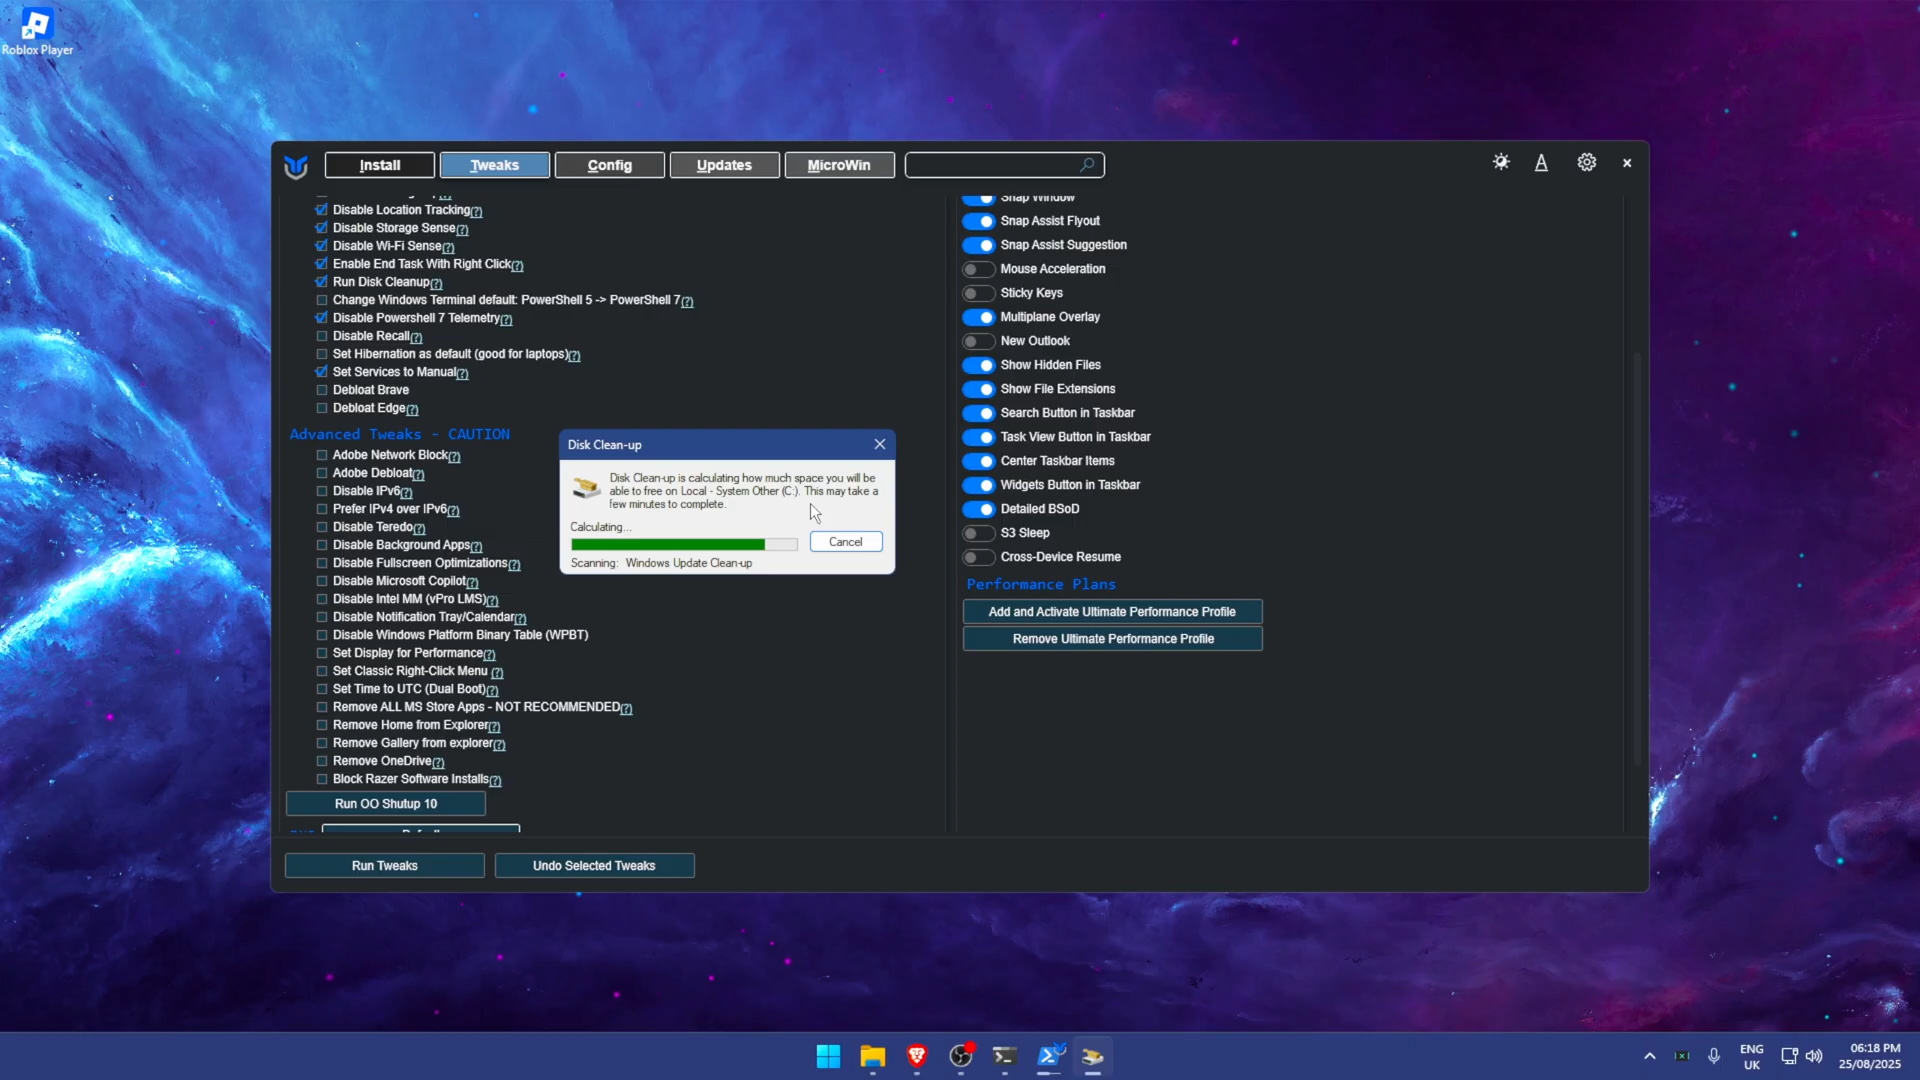 Roblox Player
Install
Tweaks
Config
Updates
MicroWin
Disable Location Tracking(?)
Disable Storage Sense(?)
Disable Wi-Fi Sense(?)
Enable End Task With Right Click(?)
Run Disk Cleanup(?)
Change Windows Terminal default: PowerShell 5 -> PowerShell 7(?)
Disable Powershell 7 Telemetry(?)
Disable Recall(?)
Set Hibernation as default (good for laptops)(?)
Set Services to Manual(?)
Debloat Brave
Debloat Edge(?)
Advanced Tweaks - CAUTION
Adobe Network Block(?)
Adobe Debloat(?)
Disable IPv6(?)
Prefer IPv4 over IPv6(?)
Disable Teredo(?)
Disable Background Apps(?)
Disable Fullscreen Optimizations(?)
Disable Microsoft Copilot(?)
Disable Intel MM (vPro LMS)(?)
Disable Notification Tray/Calendar(?)
Disable Windows Platform Binary Table (WPBT)
Set Display for Performance(?)
Set Classic Right-Click Menu (?)
Set Time to UTC (Dual Boot)(?)
Remove ALL MS Store Apps - NOT RECOMMENDED(?)
Remove Home from Explorer(?)
Remove Gallery from explorer(?)
Remove OneDrive(?)
Block Razer Software Installs(?)
Run OO Shutup 10
Snap Window
Snap Assist Flyout
Snap Assist Suggestion
Mouse Acceleration
Sticky Keys
Multiplane Overlay
New Outlook
Show Hidden Files
Show File Extensions
Search Button in Taskbar
Task View Button in Taskbar
Center Taskbar Items
Widgets Button in Taskbar
Detailed BSoD
S3 Sleep
Cross-Device Resume
Performance Plans
Add and Activate Ultimate Performance Profile
Remove Ultimate Performance Profile
Disk Clean-up
Disk Clean-up is calculating how much space you will be
able to free on Local - System Other (C:). This may take a
few minutes to complete.
Calculating...
Cancel
Scanning: Windows Update Clean-up
Run Tweaks
Undo Selected Tweaks
ENG
UK
06:18 PM
25/08/2025